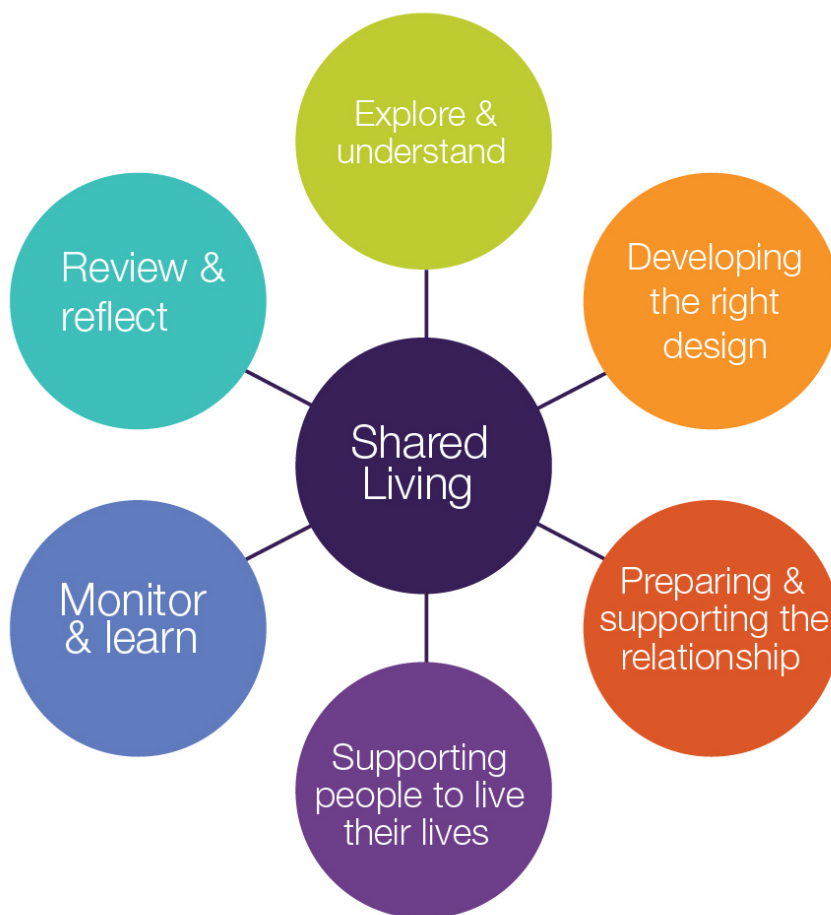 Explore &
understand
Developing
the right
design
Preparing &
supporting the
relationship
Supporting
people to live
their lives
Monitor
& learn
Review &
reflect
Shared
Living